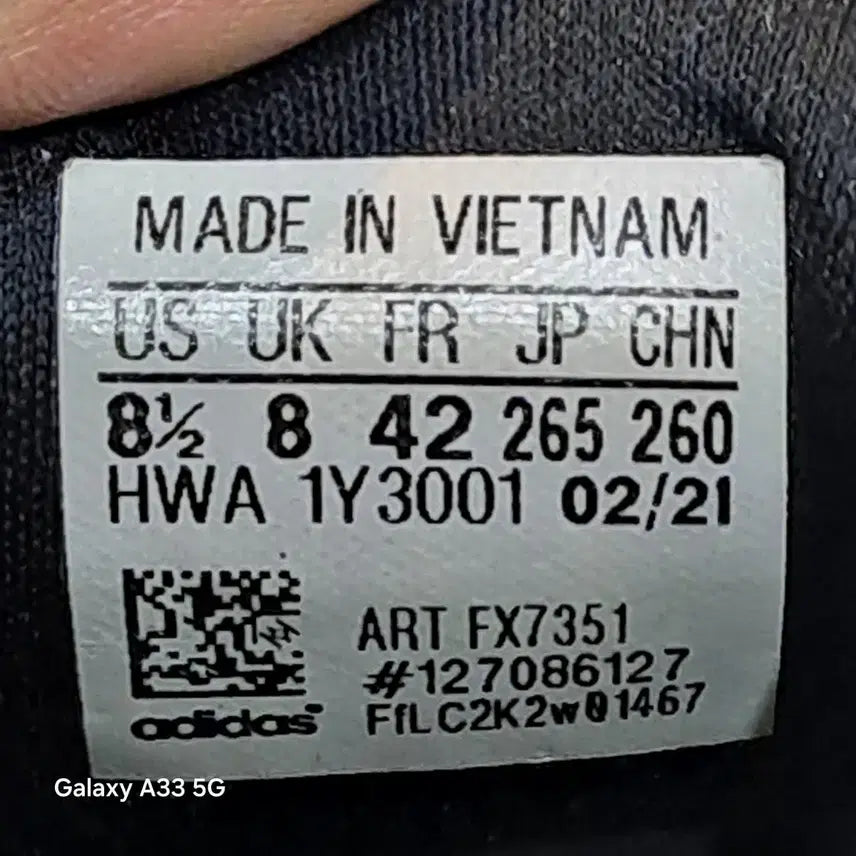 MADE IN VIETNAM
US UK FR JP CHN
8½ 8 42 265 260
HWA 1Y3001 02/21
ART FX7351
#127086127
adidas
FfLC2K2w01467
Galaxy A33 5G